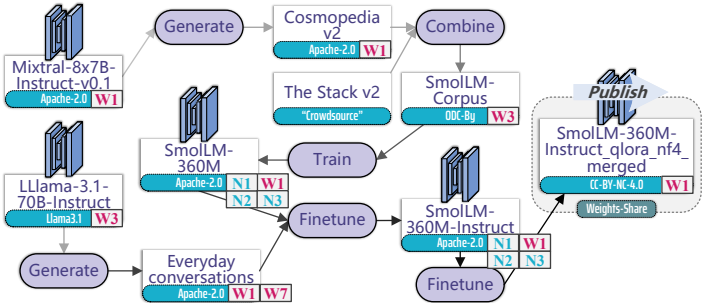 Mixtral-8x7B-
Instruct-v0.1
Apache-2.0 W1
Generate
Cosmopedia
v2
Apache-2.0 W1
Combine
The Stack v2
"Crowdsource"
SmolLM-
Corpus
ODC-By W3
Publish
SmolLM-360M-
Instruct_qlora_nf4_
merged
CC-BY-NC-4.0 W1
Weights-Share
SmolLM-
360M
Apache-2.0 N1 W1
N2 N3
Train
LLlama-3.1-
70B-Instruct
Llama3.1 W3
Finetune
SmolLM-
360M-Instruct
Apache-2.0 N1 W1
N2 N3
Generate
Everyday
conversations
Apache-2.0 W1 W7
Finetune